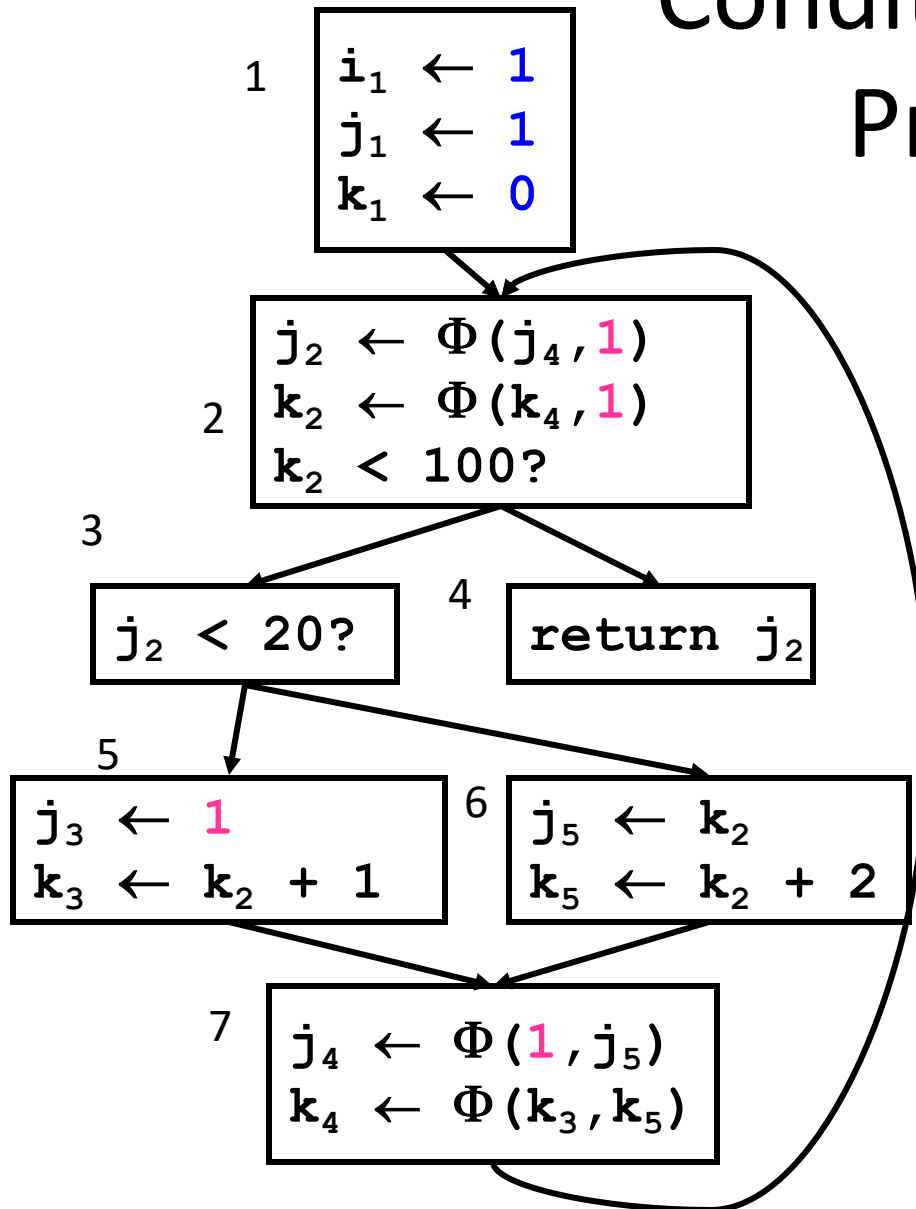 1
i₁ ← 1
j₁ ← 1
k₁ ← 0
2
j₂ ← Φ(j₄,1)
k₂ ← Φ(k₄,1)
k₂ < 100?
3
j₂ < 20?
4
return j₂
5
j₃ ← 1
k₃ ← k₂ + 1
6
j₅ ← k₂
k₅ ← k₂ + 2
7
j₄ ← Φ(1,j₅)
k₄ ← Φ(k₃,k₅)